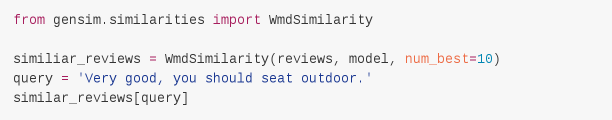 from gensim.similarities import WmdSimilarity
similiar_reviews = WmdSimilarity(reviews, model, num_best=10)
query = 'Very good, you should seat outdoor.'
similar_reviews[query]